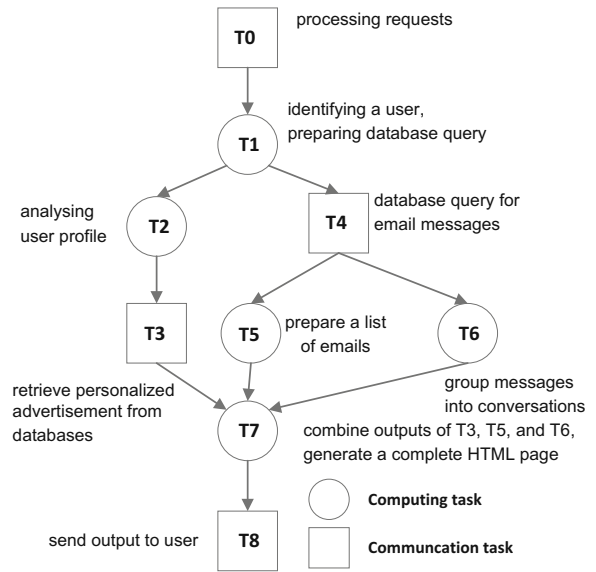 processing requests
T0
identifying a user,
preparing database query
T1
analysing
user profile
T2
database query for
email messages
T4
T3
T5
prepare a list
of emails
T6
retrieve personalized
advertisement from
databases
group messages
into conversations
T7
combine outputs of T3, T5, and T6,
generate a complete HTML page
Computing task
send output to user
T8
Communcation task